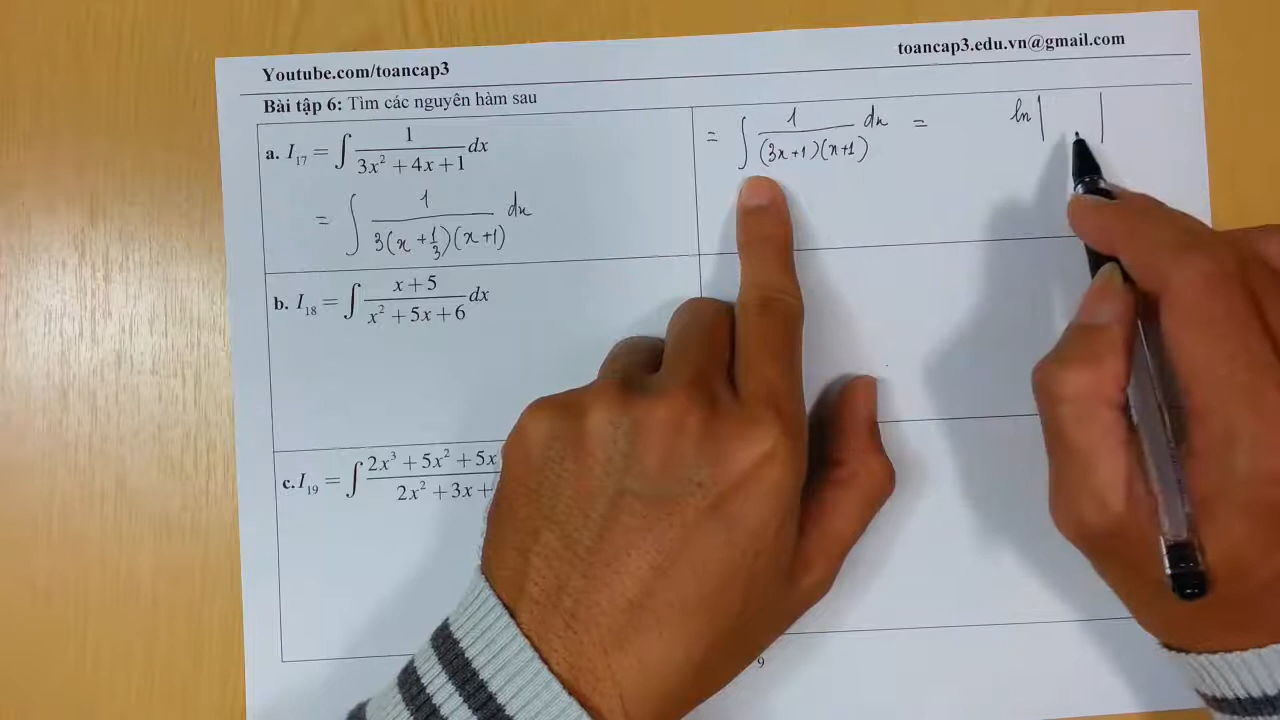 Youtube.com/toancap3
toancap3.edu.vn@gmail.com
Bài tập 6: Tìm các nguyên hàm sau
a. I₁₇ = ∫ 1/(3x² + 4x + 1) dx
= ∫ 1/(3(x + 1/3)(x+1)) dx
= ∫ 1/((3x+1)(x+1)) dx = ln| |
b. I₁₈ = ∫ (x + 5)/(x² + 5x + 6) dx
c. I₁₉ = ∫ (2x³ + 5x² + 5x)/(2x² + 3x +
9